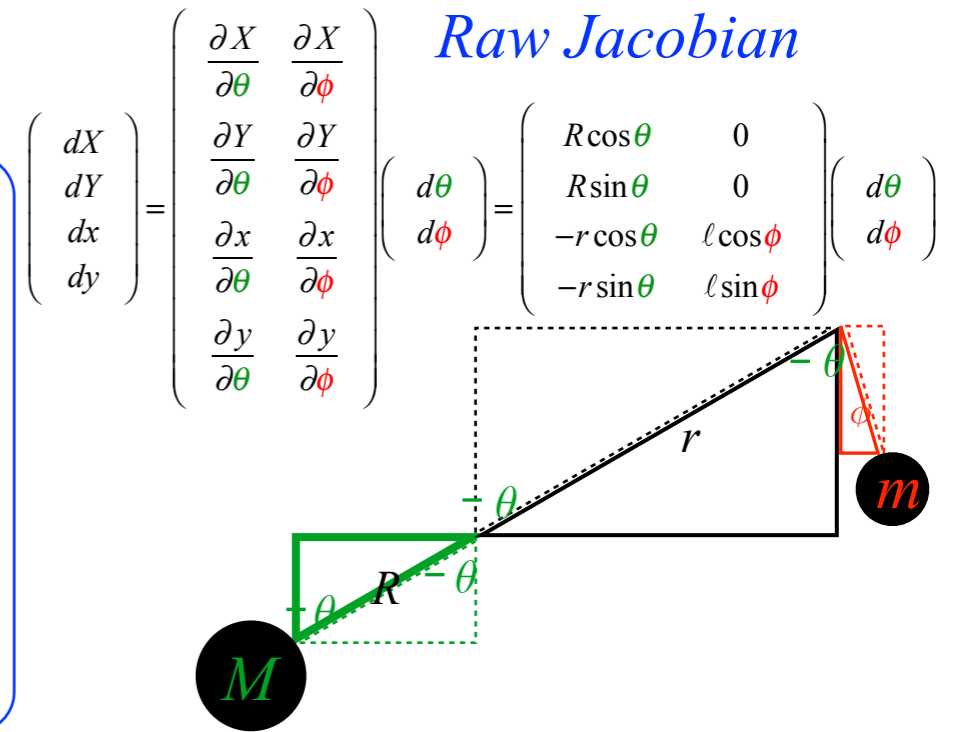 Raw Jacobian
( dX dY dx dy ) = ( ∂X/∂θ ∂X/∂ϕ ∂Y/∂θ ∂Y/∂ϕ ∂x/∂θ ∂x/∂ϕ ∂y/∂θ ∂y/∂ϕ ) ( dθ dϕ ) = ( R cos θ 0 R sin θ 0 −r cos θ ℓ cos ϕ −r sin θ ℓ sin ϕ ) ( dθ dϕ )
− θ
ϕ
r
m
− θ
− θ
R
− θ
M